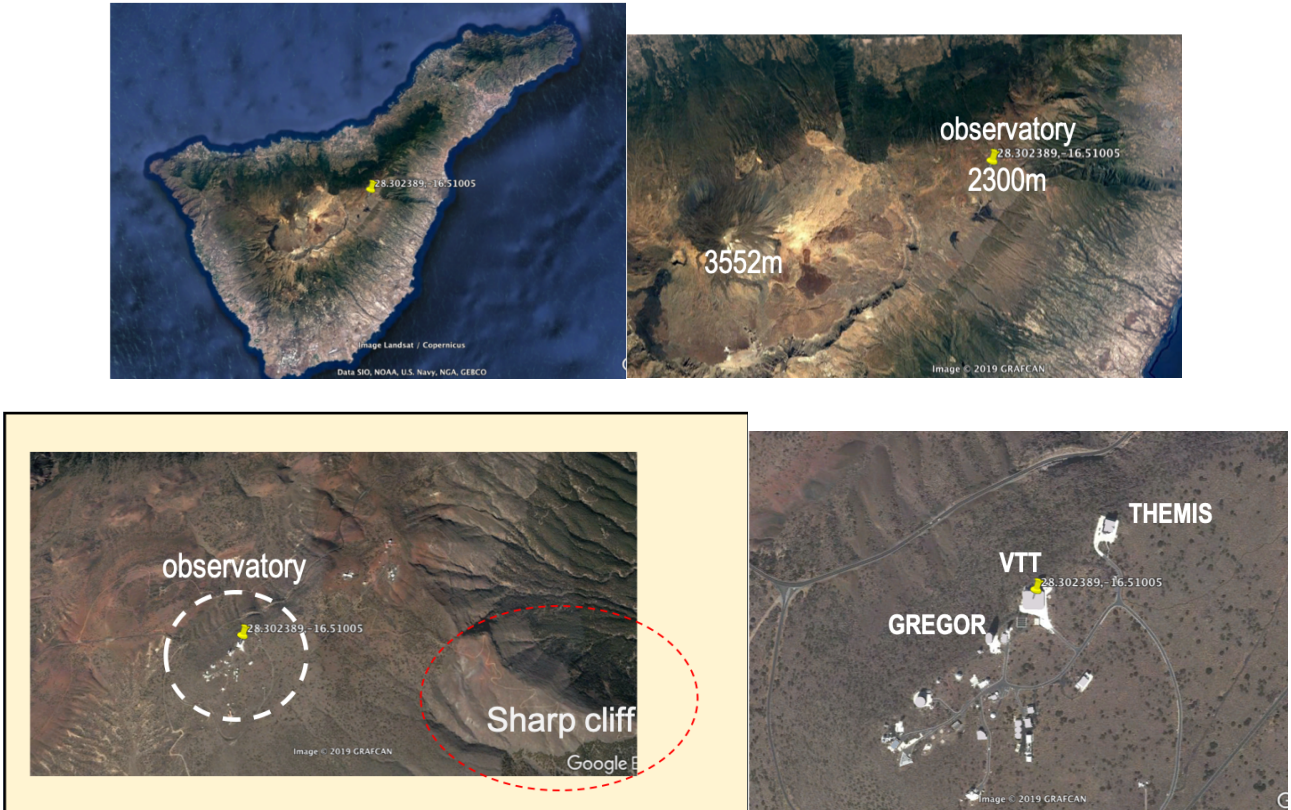 28.302389,-16.51005
Image Landsat / Copernicus
Data SIO, NOAA, U.S. Navy, NGA, GEBCO
observatory
28.302389,-16.51005
2300m
3552m
Image © 2019 GRAFCAN
observatory
28.302389,-16.51005
Sharp cliff
Image © 2019 GRAFCAN
Google E
THEMIS
VTT
28.302389,-16.51005
GREGOR
Image © 2019 GRAFCAN